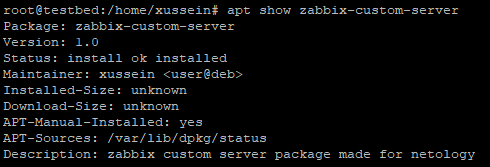 root@testbed:/home/xussein# apt show zabbix-custom-server
Package: zabbix-custom-server
Version: 1.0
Status: install ok installed
Maintainer: xussein <user@deb>
Installed-Size: unknown
Download-Size: unknown
APT-Manual-Installed: yes
APT-Sources: /var/lib/dpkg/status
Description: zabbix custom server package made for netology